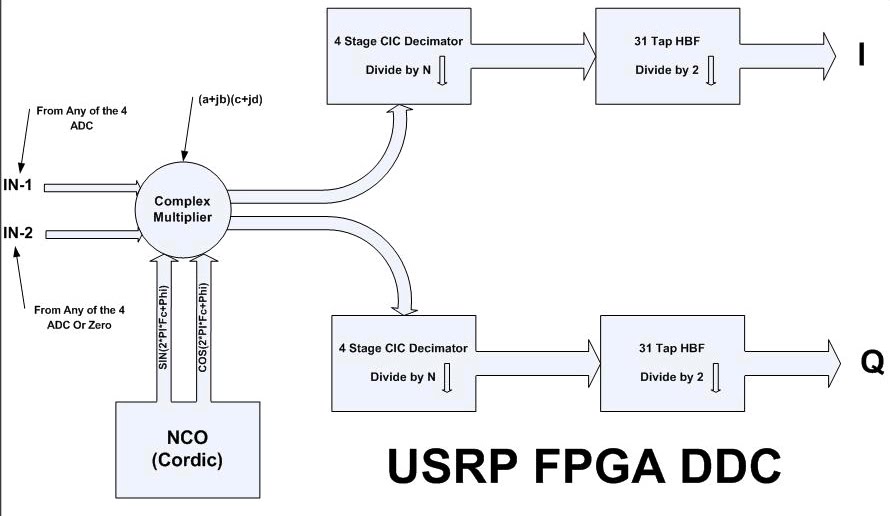 4 Stage CIC Decimator
Divide by N
31 Tap HBF
Divide by 2
I
From Any of the 4
ADC
(a+jb)(c+jd)
IN-1
Complex
Multiplier
IN-2
From Any of the 4
ADC Or Zero
SIN(2*PI*Fc+Phi)
COS(2*PI*Fc+Phi)
4 Stage CIC Decimator
Divide by N
31 Tap HBF
Divide by 2
Q
NCO
(Cordic)
USRP FPGA DDC